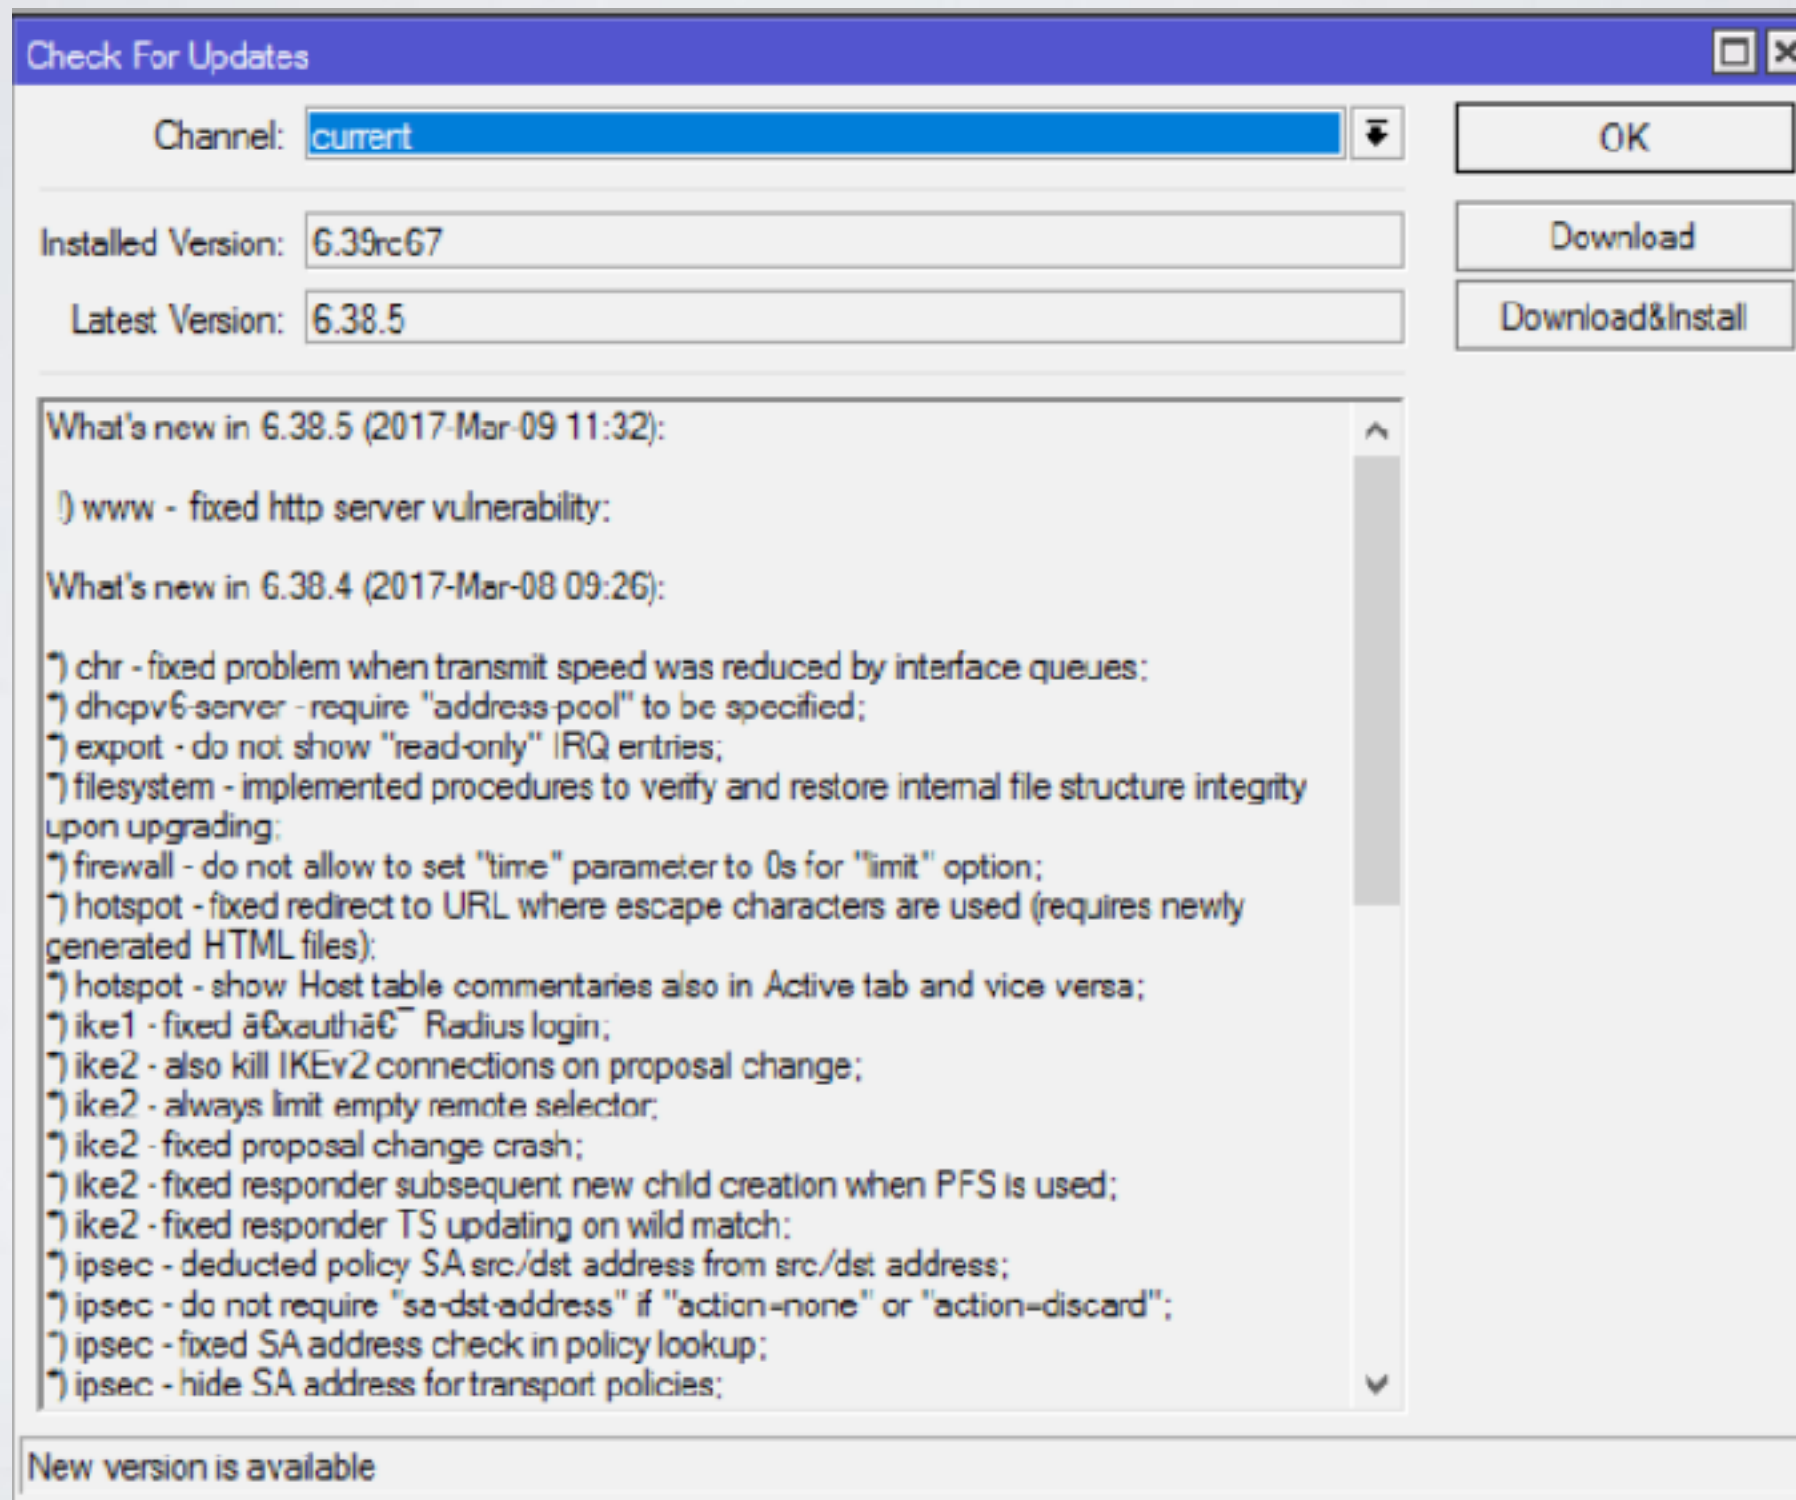 Check For Updates
Channel: current
OK
Installed Version: 6.39rc67
Download
Latest Version: 6.38.5
Download&Install
What's new in 6.38.5 (2017-Mar-09 11:32):
!) www - fixed http server vulnerability;
What's new in 6.38.4 (2017-Mar-08 09:26):
*) chr - fixed problem when transmit speed was reduced by interface queues;
*) dhcpv6-server - require "address-pool" to be specified;
*) export - do not show "read-only" IRQ entries;
*) filesystem - implemented procedures to verify and restore internal file structure integrity
upon upgrading;
*) firewall - do not allow to set "time" parameter to 0s for "limit" option;
*) hotspot - fixed redirect to URL where escape characters are used (requires newly
generated HTML files);
*) hotspot - show Host table commentaries also in Active tab and vice versa;
*) ike1 - fixed â€xauthâ€¯ Radius login;
*) ike2 - also kill IKEv2 connections on proposal change;
*) ike2 - always limit empty remote selector;
*) ike2 - fixed proposal change crash;
*) ike2 - fixed responder subsequent new child creation when PFS is used;
*) ike2 - fixed responder TS updating on wild match;
*) ipsec - deducted policy SA src/dst address from src/dst address;
*) ipsec - do not require "sa-dst-address" if "action=none" or "action=discard";
*) ipsec - fixed SA address check in policy lookup;
*) ipsec - hide SA address for transport policies;
New version is available